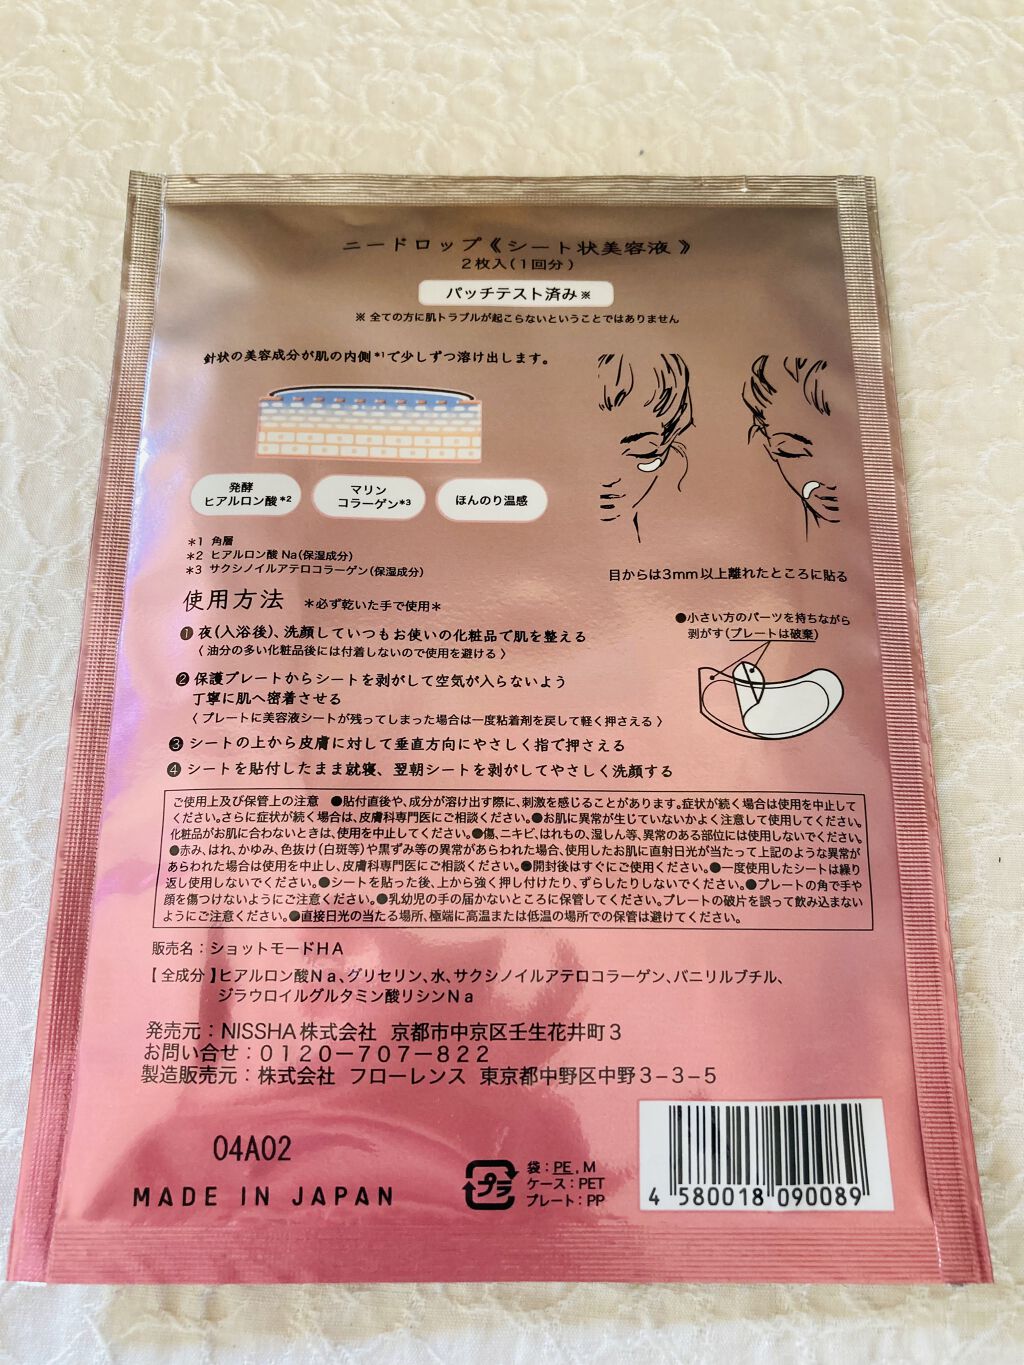 ニードロップ《シート状美容液》
2枚入(1回分)
パッチテスト済み※
※ 全ての方に肌トラブルが起こらないということではありません
針状の美容成分が肌の内側*1で少しずつ溶け出します。
発酵
ヒアルロン酸*2
マリン
コラーゲン*3
ほんのり温感
*1 角層
*2 ヒアルロン酸 Na(保湿成分)
*3 サクシノイルアテロコラーゲン(保湿成分)
目からは3mm以上離れたところに貼る
使用方法 *必ず乾いた手で使用*
❶ 夜(入浴後)、洗顔していつもお使いの化粧品で肌を整える
〈 油分の多い化粧品後には付着しないので使用を避ける 〉
❷ 保護プレートからシートを剥がして空気が入らないよう
丁寧に肌へ密着させる
〈 プレートに美容液シートが残ってしまった場合は一度粘着剤を戻して軽く押さえる 〉
❸ シートの上から皮膚に対して垂直方向にやさしく指で押さえる
❹ シートを貼付したまま就寝、翌朝シートを剥がしてやさしく洗顔する
●小さい方のパーツを持ちながら
剥がす(プレートは破棄)
ご使用上及び保管上の注意 ●貼付直後や、成分が溶け出す際に、刺激を感じることがあります。症状が続く場合は使用を中止して
ください。さらに症状が続く場合は、皮膚科専門医にご相談ください。●お肌に異常が生じていないかよく注意して使用してください。
化粧品がお肌に合わないときは、使用を中止してください。●傷、ニキビ、はれもの、湿しん等、異常のある部位には使用しないでください。
●赤み、はれ、かゆみ、色抜け(白斑等)や黒ずみ等の異常があらわれた場合、使用したお肌に直射日光が当たって上記のような異常が
あらわれた場合は使用を中止し、皮膚科専門医にご相談ください。●開封後はすぐにご使用ください。●一度使用したシートは繰り
返し使用しないでください。●シートを貼った後、上から強く押し付けたり、ずらしたりしないでください。●プレートの角で手や
顔を傷つけないようにご注意ください。●乳幼児の手の届かないところに保管してください。プレートの破片を誤って飲み込まない
ようにご注意ください。●直接日光の当たる場所、極端に高温または低温の場所での保管は避けてください。
販売名：ショットモードHA
【 全成分 】ヒアルロン酸Na、グリセリン、水、サクシノイルアテロコラーゲン、バニリルブチル、
ジラウロイルグルタミン酸リシンNa
発売元：NISSHA株式会社 京都市中京区壬生花井町3
お問い合せ：0120-707-822
製造販売元：株式会社 フローレンス 東京都中野区中野3-3-5
04A02
MADE IN JAPAN
プラ
袋：PE, M
ケース：PET
プレート：PP
4 580018 090089